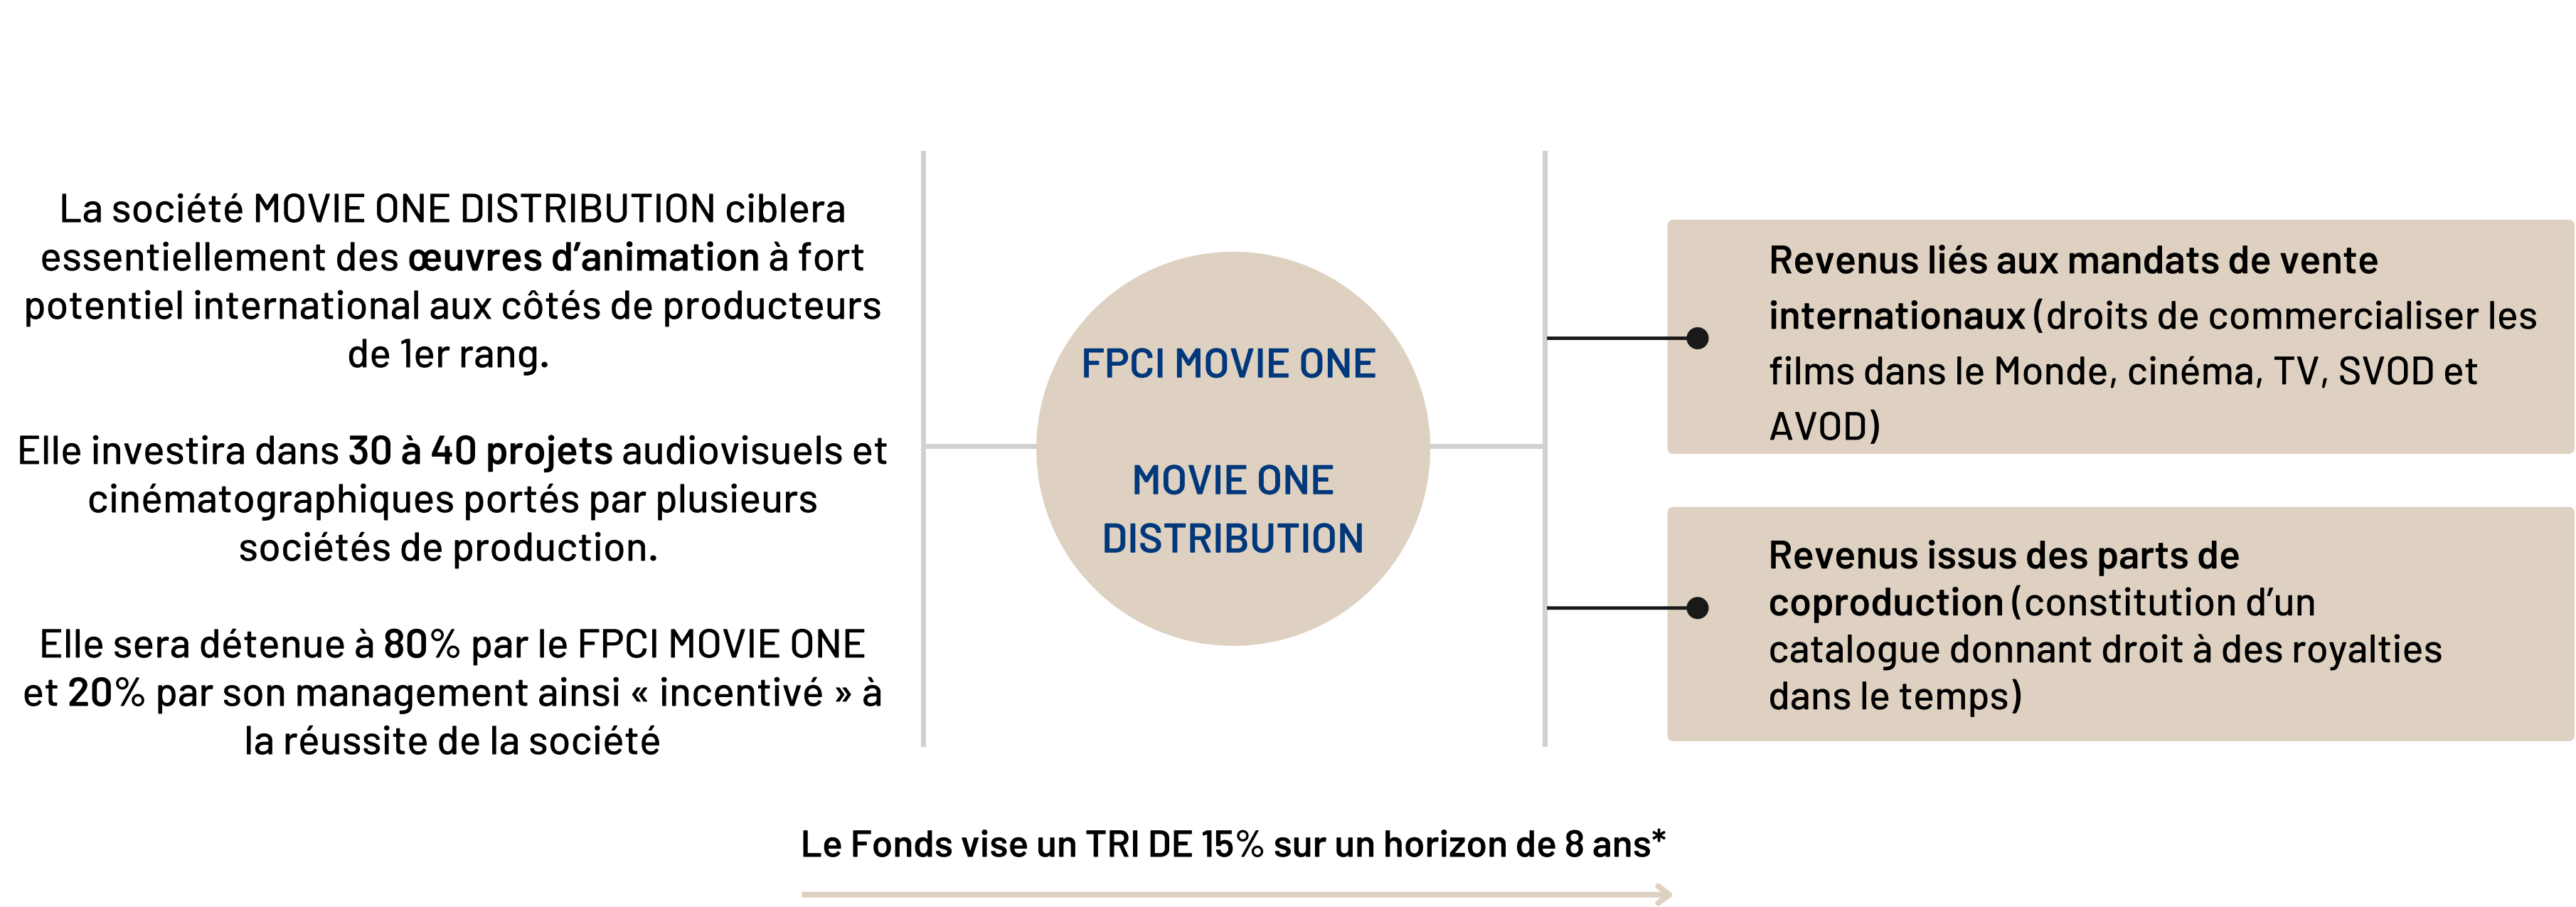 La société MOVIE ONE DISTRIBUTION ciblera
essentiellement des œuvres d’animation à fort
potentiel international aux côtés de producteurs
de 1er rang.
Elle investira dans 30 à 40 projets audiovisuels et
cinématographiques portés par plusieurs
sociétés de production.
Elle sera détenue à 80% par le FPCI MOVIE ONE
et 20% par son management ainsi « incentivé » à
la réussite de la société
FPCI MOVIE ONE
MOVIE ONE
DISTRIBUTION
Revenus liés aux mandats de vente
internationaux (droits de commercialiser les
films dans le Monde, cinéma, TV, SVOD et
AVOD)
Revenus issus des parts de
coproduction (constitution d’un
catalogue donnant droit à des royalties
dans le temps)
Le Fonds vise un TRI DE 15% sur un horizon de 8 ans*